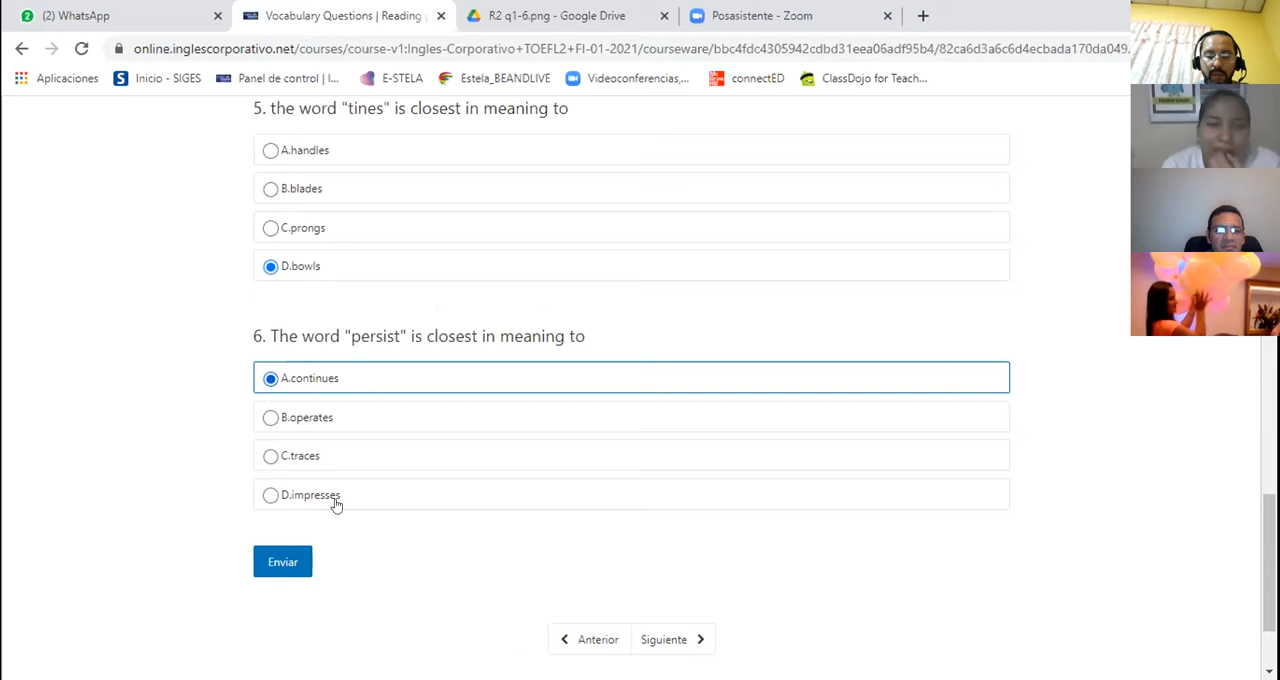 (2) WhatsApp
Vocabulary Questions | Reading
R2 q1-6.png - Google Drive
Posasistente - Zoom
online.inglescorporativo.net/courses/course-v1:Ingles-Corporativo+TOEFL2+FI-01-2021/courseware/bbc4fdc4305942cdbd31eea06adf95b4/82ca6d3a6c6d4ecbada170da049...
Aplicaciones
Inicio - SIGES
Panel de control | I...
E-STELA
Estela_BEANDLIVE
Videoconferencias,...
connectED
ClassDojo for Teach...
5. the word "tines" is closest in meaning to
A.handles
B.blades
C.prongs
D.bowls
6. The word "persist" is closest in meaning to
A.continues
B.operates
C.traces
D.impresses
Enviar
Anterior
Siguiente